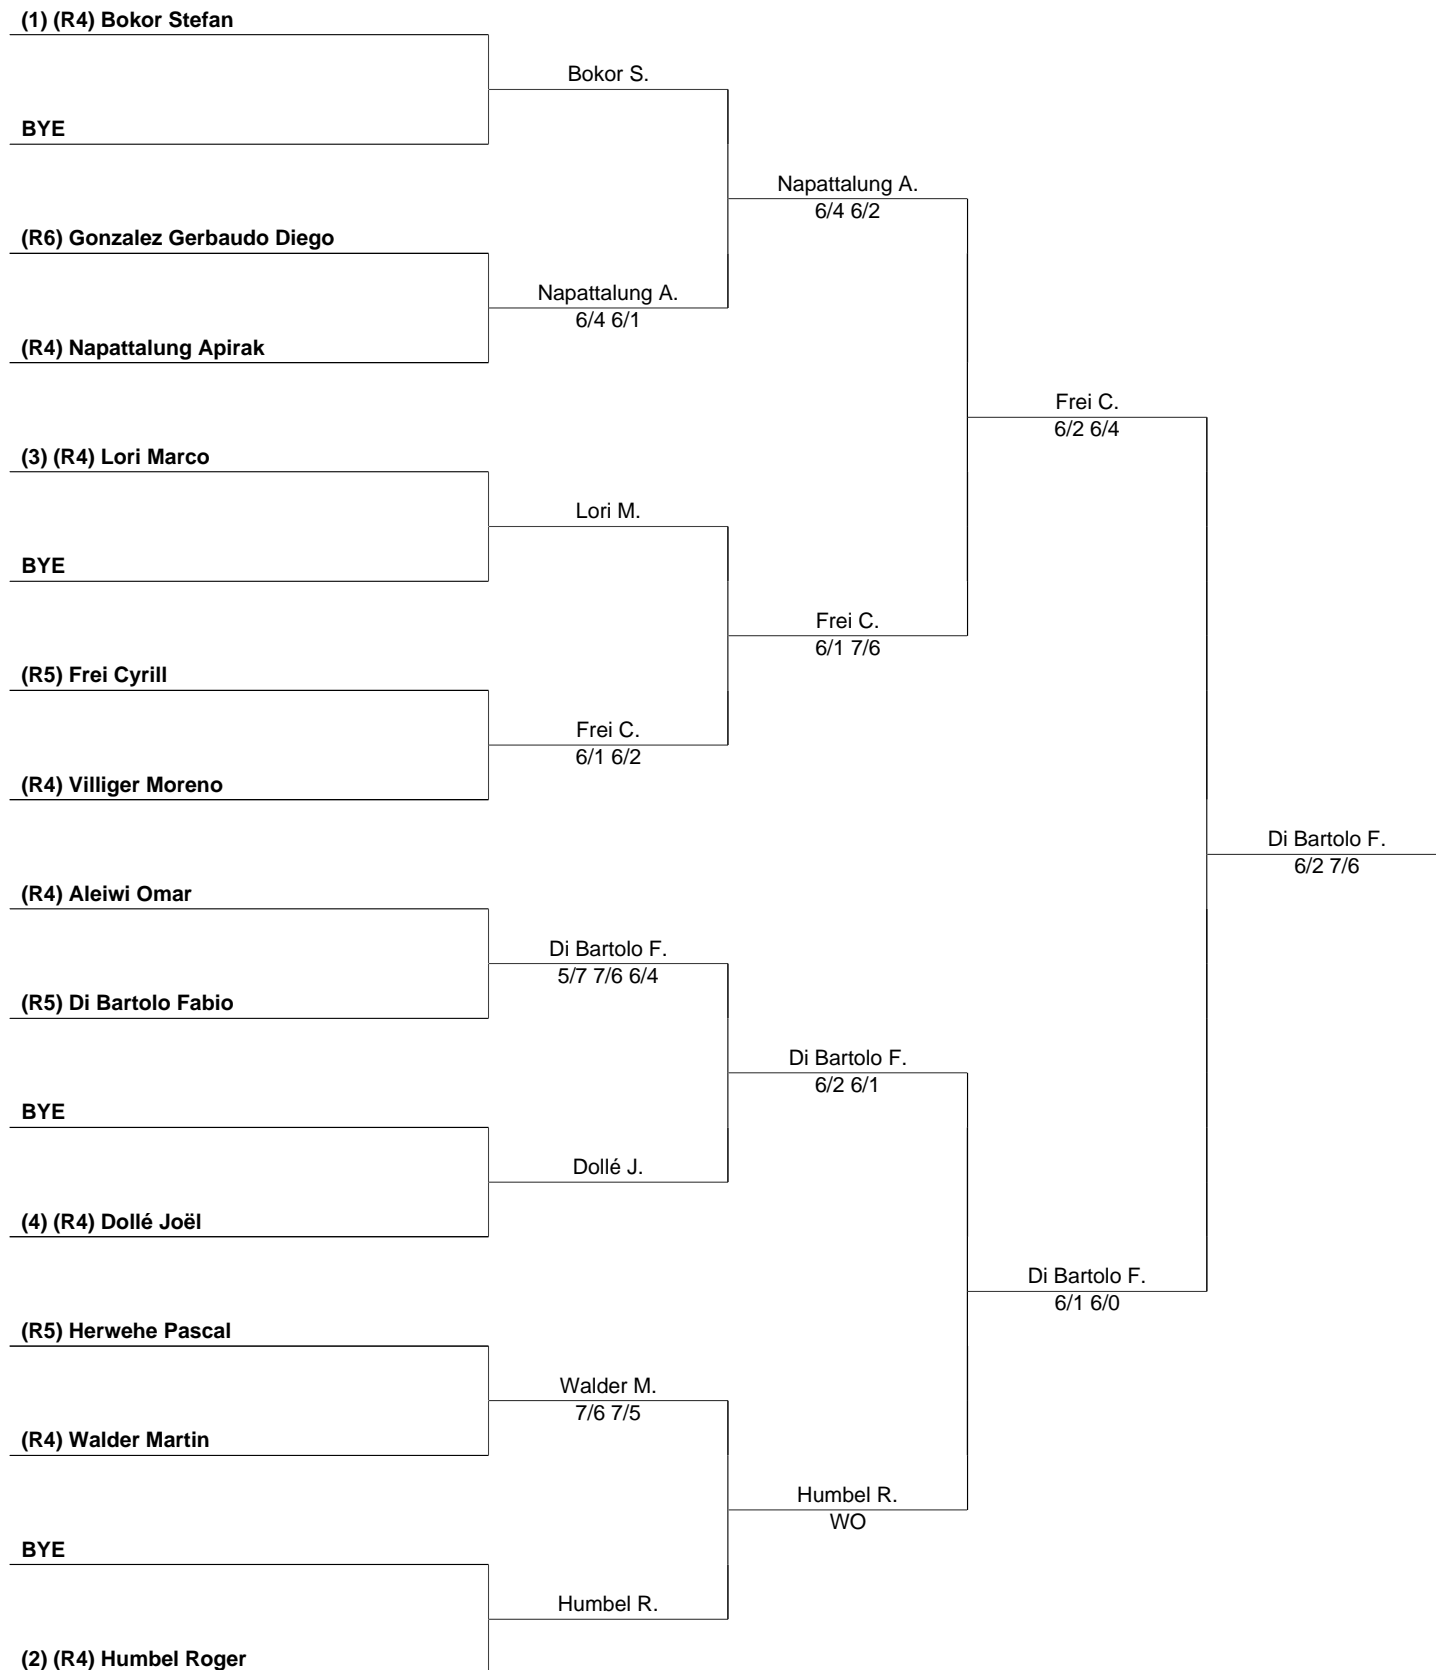 (1) (R4) Bokor Stefan
Bokor S.
BYE
Napattalung A.
6/4 6/2
(R6) Gonzalez Gerbaudo Diego
Napattalung A.
6/4 6/1
(R4) Napattalung Apirak
Frei C.
6/2 6/4
(3) (R4) Lori Marco
Lori M.
BYE
Frei C.
6/1 7/6
(R5) Frei Cyrill
Frei C.
6/1 6/2
(R4) Villiger Moreno
Di Bartolo F.
6/2 7/6
(R4) Aleiwi Omar
Di Bartolo F.
5/7 7/6 6/4
(R5) Di Bartolo Fabio
Di Bartolo F.
6/2 6/1
BYE
Dollé J.
(4) (R4) Dollé Joël
Di Bartolo F.
6/1 6/0
(R5) Herwehe Pascal
Walder M.
7/6 7/5
(R4) Walder Martin
Humbel R.
WO
BYE
Humbel R.
(2) (R4) Humbel Roger